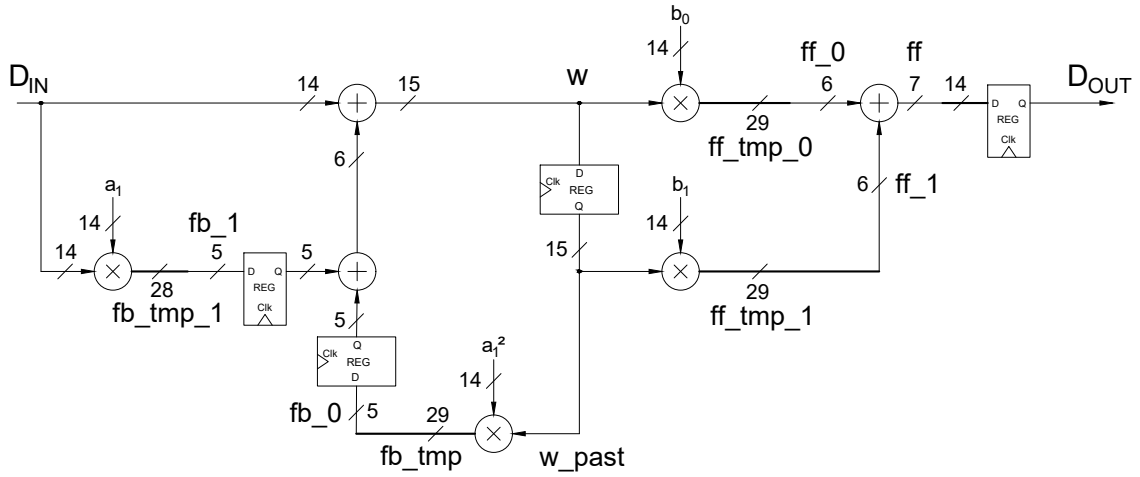 b₀
14
ff_0
ff
D_IN
14
15
w
6
7
14
D_OUT
+
×
+
D
Q
REG
Clk
29
ff_tmp_0
6
a₁
14
fb_1
D
Clk
REG
Q
b₁
14
6
ff_1
14
5
5
15
×
D
Q
REG
Clk
+
×
28
fb_tmp_1
29
ff_tmp_1
5
Q
Clk
REG
D
a₁²
14
fb_0
5
29
×
fb_tmp
w_past